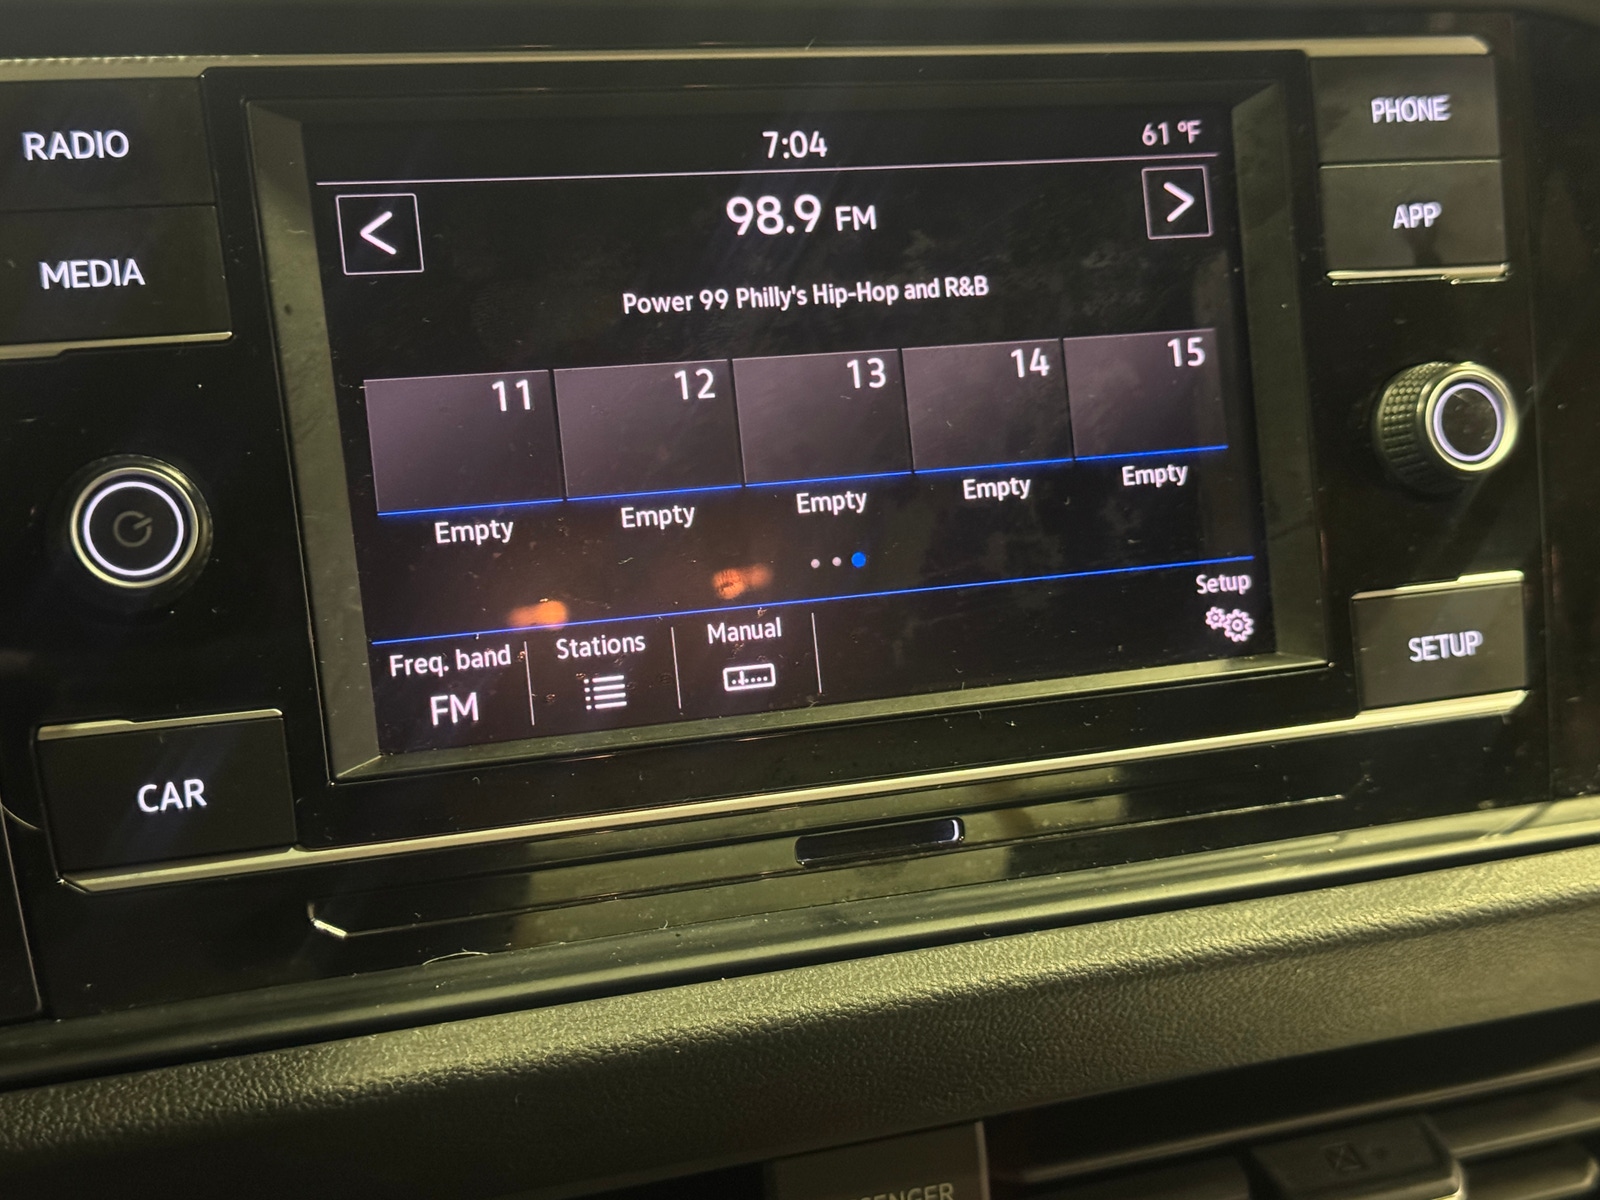 RADIO
MEDIA
CAR
7:04
61 °F
<
98.9 FM
>
Power 99 Philly's Hip-Hop and R&B
11
12
13
14
15
Empty
Empty
Empty
Empty
Empty
Setup
Freq. band
FM
Stations
Manual
PHONE
APP
SETUP